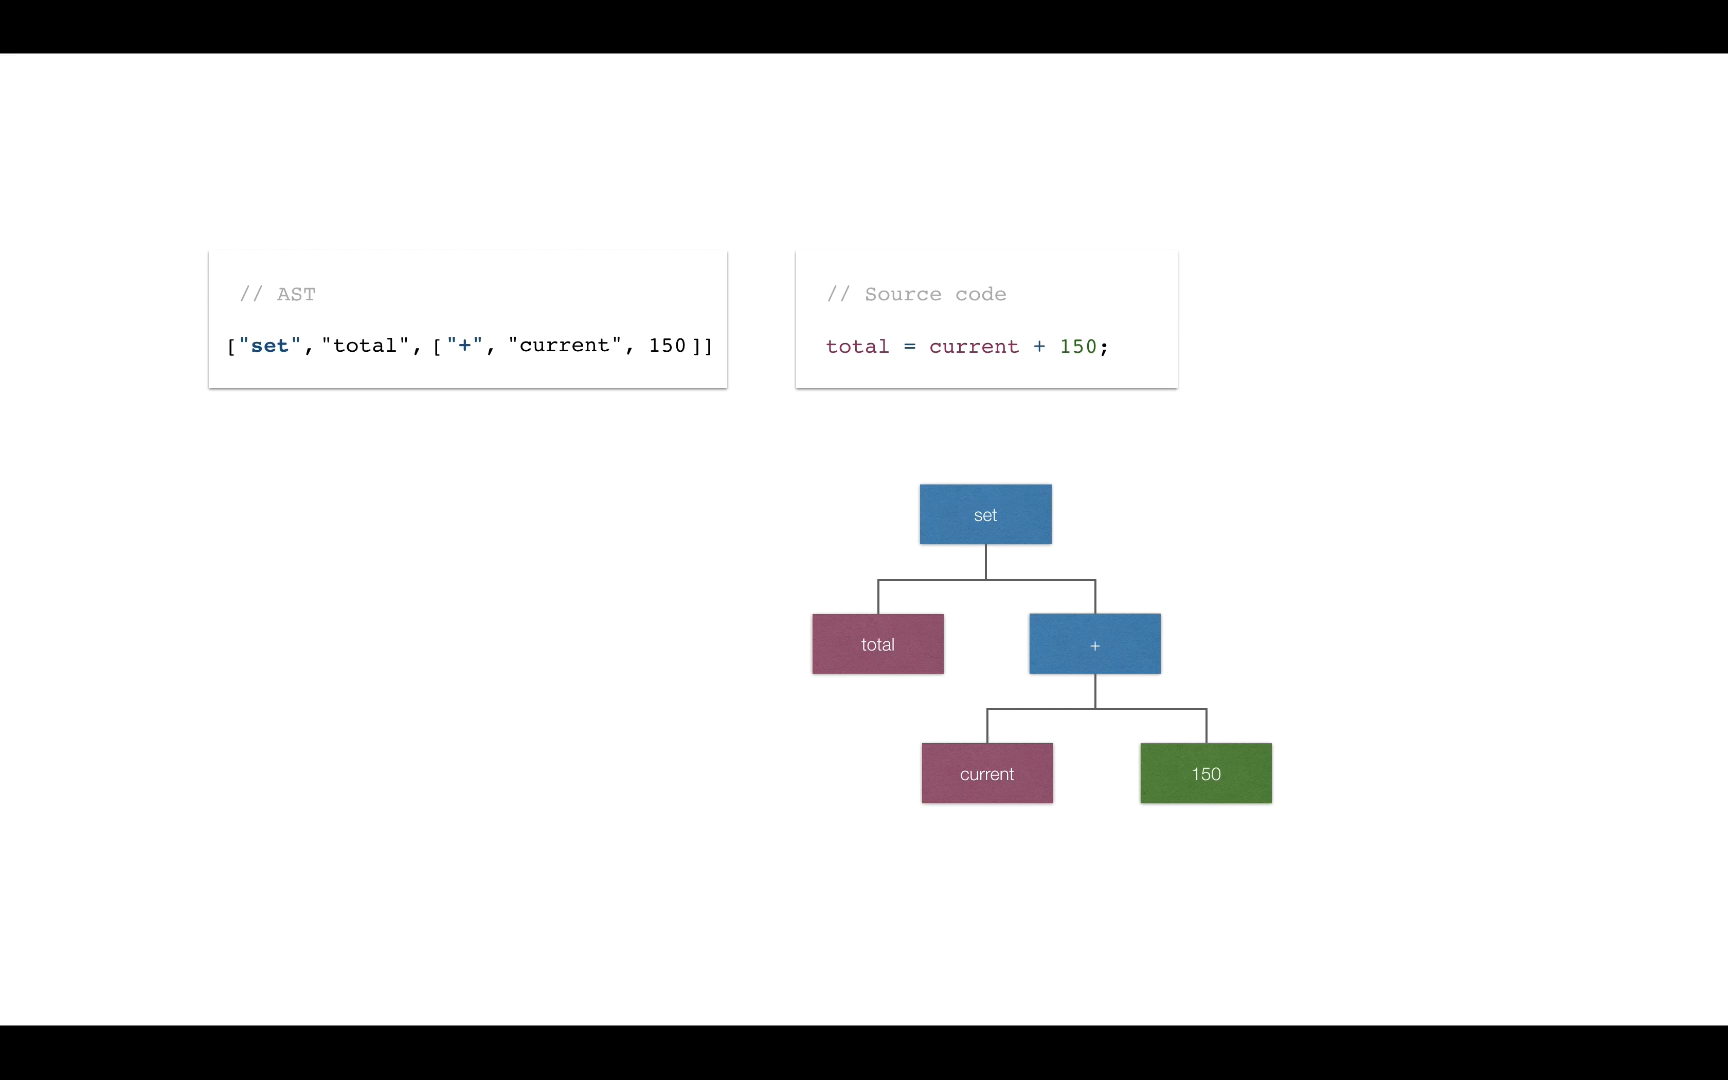 // AST
["set", "total", ["+", "current", 150]]
// Source code
total = current + 150;
set
total
+
current
150